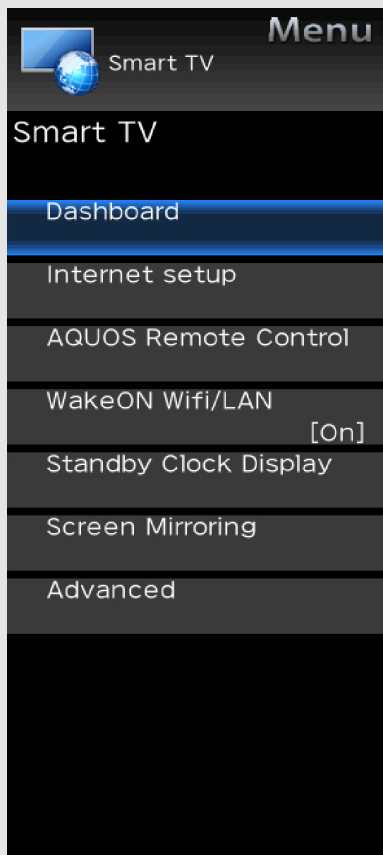 Menu
Smart TV
Smart TV
Dashboard
Internet setup
AQUOS Remote Control
WakeON Wifi/LAN
[On]
Standby Clock Display
Screen Mirroring
Advanced